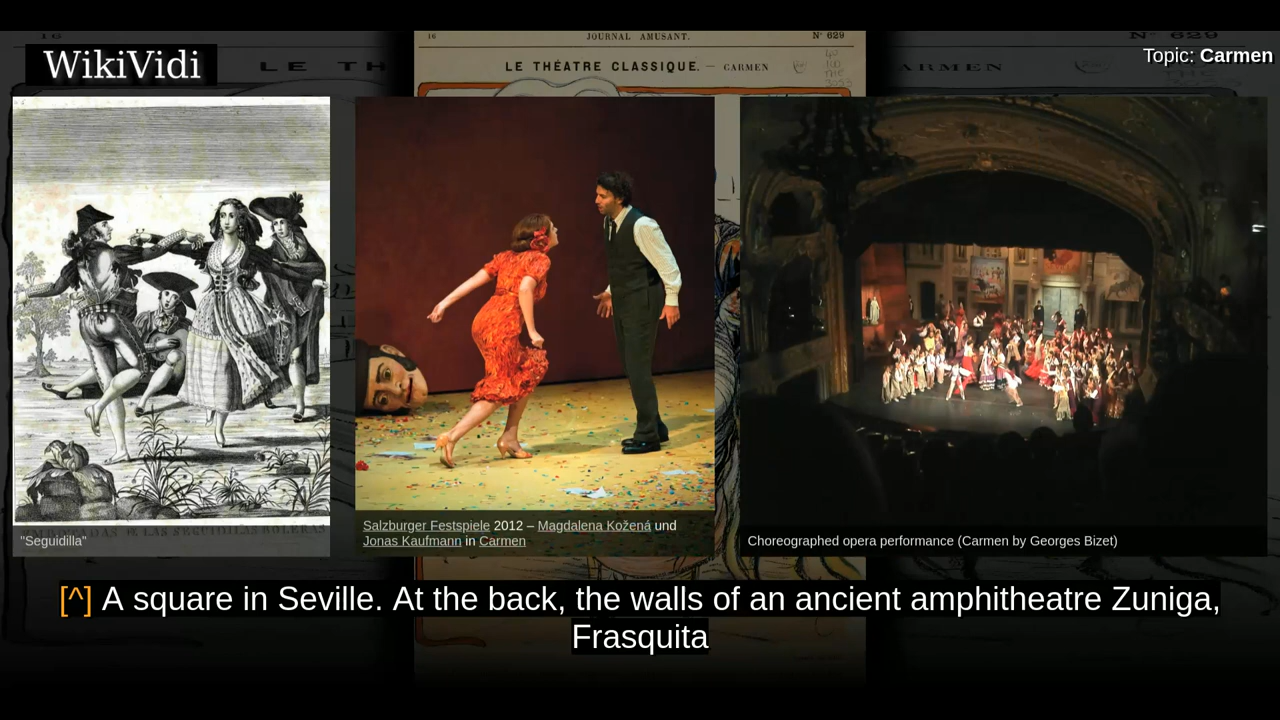 16 JOURNAL AMUSANT. N° 629
LE THÉATRE CLASSIQUE. — CARMEN
WikiVidi
Topic: Carmen
"Seguidilla"
Salzburger Festspiele 2012 – Magdalena Kožená und
Jonas Kaufmann in Carmen
Choreographed opera performance (Carmen by Georges Bizet)
[^] A square in Seville. At the back, the walls of an ancient amphitheatre Zuniga,
Frasquita